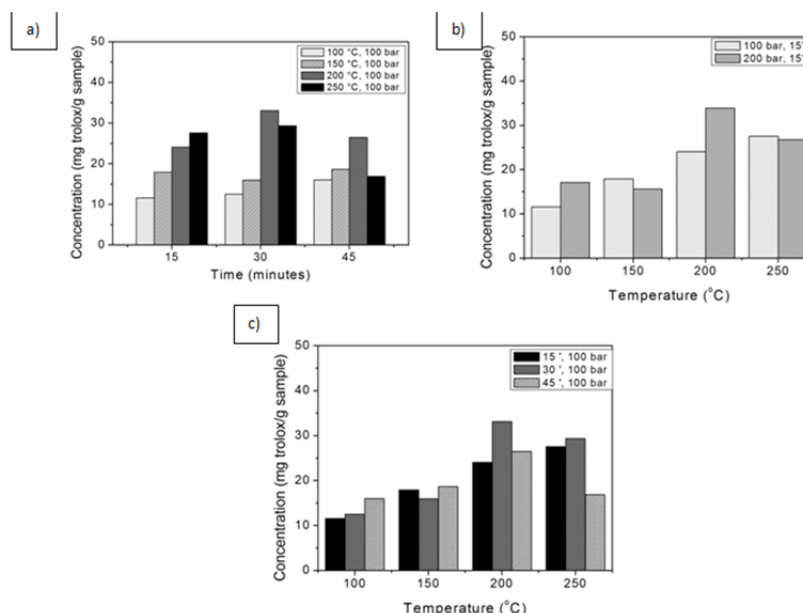 a)
50
40
30
20
10
0
Concentration (mg trolox/g sample)
100 °C, 100 bar
150 °C, 100 bar
200 °C, 100 bar
250 °C, 100 bar
15 30 45
Time (minutes)
b)
50
40
30
20
10
0
Concentration (mg trolox/g sample)
100 bar, 15'
200 bar, 15'
100 150 200 250
Temperature (°C)
c)
50
40
30
20
10
0
Concentration (mg trolox/g sample)
15 ', 100 bar
30 ', 100 bar
45 ', 100 bar
100 150 200 250
Temperature (°C)